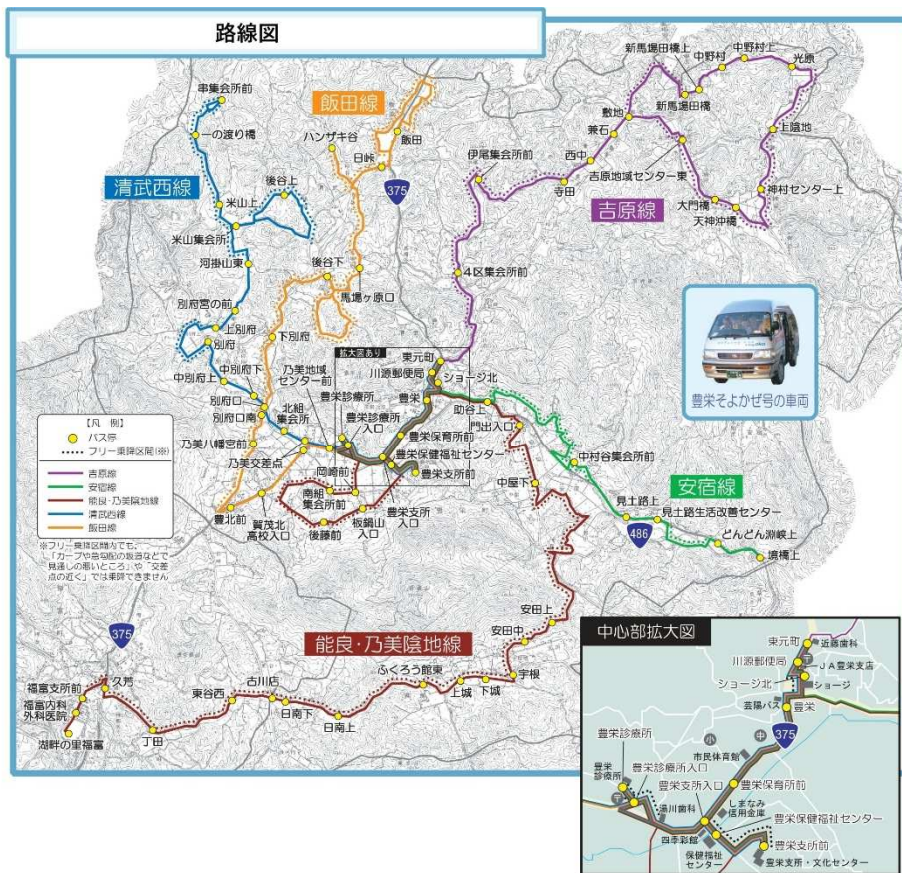 路線図
串集会所前
一の渡り橋
清武西線
後谷上
米山上
米山集会所
河掛山東
別府宮の前
上別府
別府
中別府下
中別府上
別府口
別府口南
北組
集会所
乃美八幡宮前
乃美交差点
飯田線
ハンザキ谷
飯田
日峠
375
後谷下
馬場ヶ原口
下別府
新馬場田橋上
中野村
中野村上
光原
新馬場田橋
敷地
兼石
西中
伊尾集会所前
寺田
吉原地域センター東
上陰地
神村センター上
大門橋
天神沖橋
吉原線
4区集会所前
豊栄そよかぜ号の車両
拡大図あり
東元町
川源郵便局
ショージ北
豊栄
乃美地域
センター前
豊栄診療所
豊栄診療所
入口
豊栄保育所前
豊栄保健福祉センター
豊栄支所前
豊栄支所
入口
助谷上
門出入口
中屋下
中村谷集会所前
安宿線
見土路上
見土路生活改善センター
486
どんどん淵峡上
境橋上
岡崎前
南組
集会所前
後藤前
板鍋山
入口
豊北前
賀茂北
高校入口
【凡 例】
バス停
フリー乗降区間(※)
吉原線
安宿線
能良・乃美陰地線
清武西線
飯田線
※フリー乗降区間内でも、
「カーブや急勾配の坂道などで
見通しの悪いところ」や「交差
点の近く」では乗降できません
375
能良・乃美陰地線
安田上
安田中
宇根
下城
上城
ふくろう館東
日南上
日南下
古川店
東谷西
丁田
久芳
福富支所前
福富内科
外科医院
湖畔の里福富
中心部拡大図
東元町
近藤歯科
川源郵便局
JA豊栄支店
ショージ北
ショージ
芸陽バス
豊栄
375
小
中
市民体育館
豊栄診療所
豊栄
診療所
豊栄診療所入口
豊栄支所入口
豊栄保育所前
しまなみ
信用金庫
湯川歯科
豊栄保健福祉センター
四季彩館
保健福祉
センター
豊栄支所前
豊栄支所・文化センター